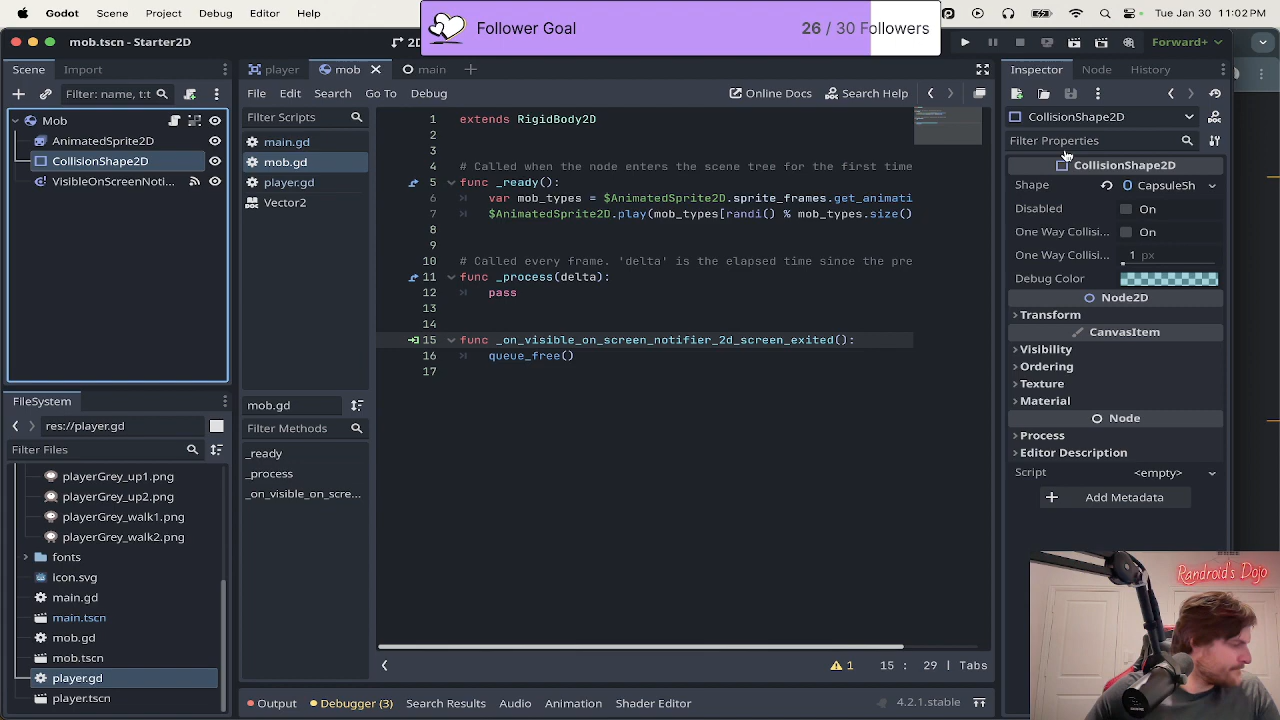 Godot File Edit View Window Help
Tue Jan 30 11:02 PM
Follower Goal
26 / 30 Followers
mob.tscn - Starter2D
2D
Forward+
Scene
Import
player
mob
main
Inspector
Node
History
Filter: name, t:t
File
Edit
Search
Go To
Debug
Online Docs
Search Help
Mob
AnimatedSprite2D
CollisionShape2D
VisibleOnScreenNoti...
Filter Scripts
main.gd
mob.gd
player.gd
Vector2
1 extends RigidBody2D
2
3
4 # Called when the node enters the scene tree for the first time
5 func _ready():
6 var mob_types = $AnimatedSprite2D.sprite_frames.get_animati
7 $AnimatedSprite2D.play(mob_types[randi() % mob_types.size()
8
9
10 # Called every frame. 'delta' is the elapsed time since the pre
11 func _process(delta):
12 pass
13
14
15 func _on_visible_on_screen_notifier_2d_screen_exited():
16 queue_free()
17
mob.gd
Filter Methods
_ready
_process
_on_visible_on_scre...
15 : 29 | Tabs
1
CollisionShape2D
Filter Properties
CollisionShape2D
Shape
CapsuleSh
Disabled
On
One Way Collisi...
On
One Way Collisi...
1 px
Debug Color
Node2D
Transform
CanvasItem
Visibility
Ordering
Texture
Material
Node
Process
Editor Description
Script
<empty>
Add Metadata
FileSystem
res://player.gd
Filter Files
playerGrey_up1.png
playerGrey_up2.png
playerGrey_walk1.png
playerGrey_walk2.png
fonts
icon.svg
main.gd
main.tscn
mob.gd
mob.tscn
player.gd
player.tscn
Output
Debugger (3)
Search Results
Audio
Animation
Shader Editor
4.2.1.stable
Randroid's Dojo